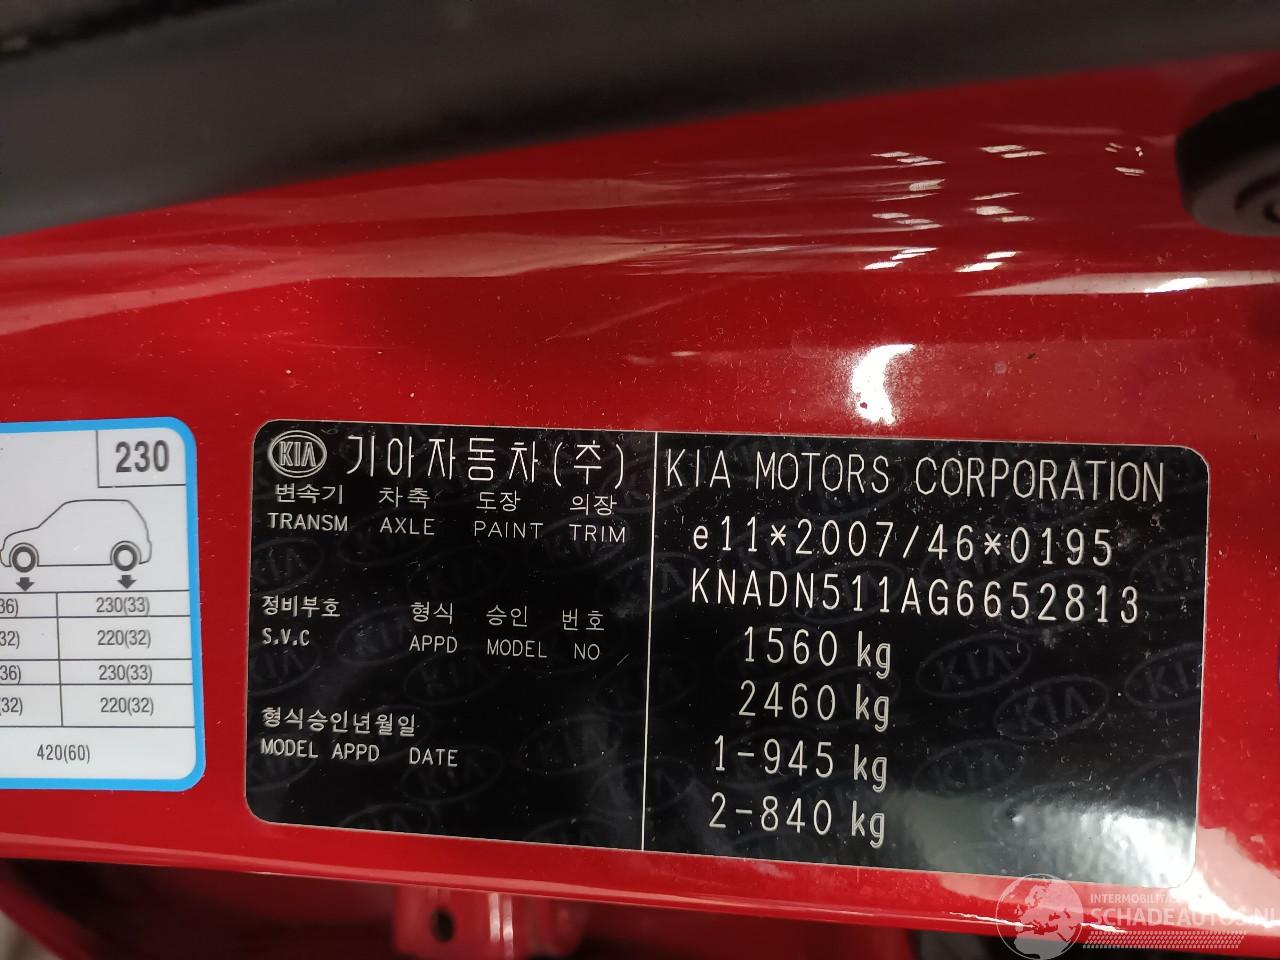 230
36) 230(33)
32) 220(32)
36) 230(33)
(32) 220(32)
420(60)
KIA 기아자동차(주)
변속기 차축 도장 의장
TRANSM AXLE PAINT TRIM
정비부호 형식 승인 번호
S.V.C APPD MODEL NO
형식승인년월일
MODEL APPD DATE
KIA MOTORS CORPORATION
e11*2007/46*0195
KNADN511AG6652813
1560 kg
2460 kg
1-945 kg
2-840 kg
INTERMOBILITAS
SCHADEAUTOS.NL